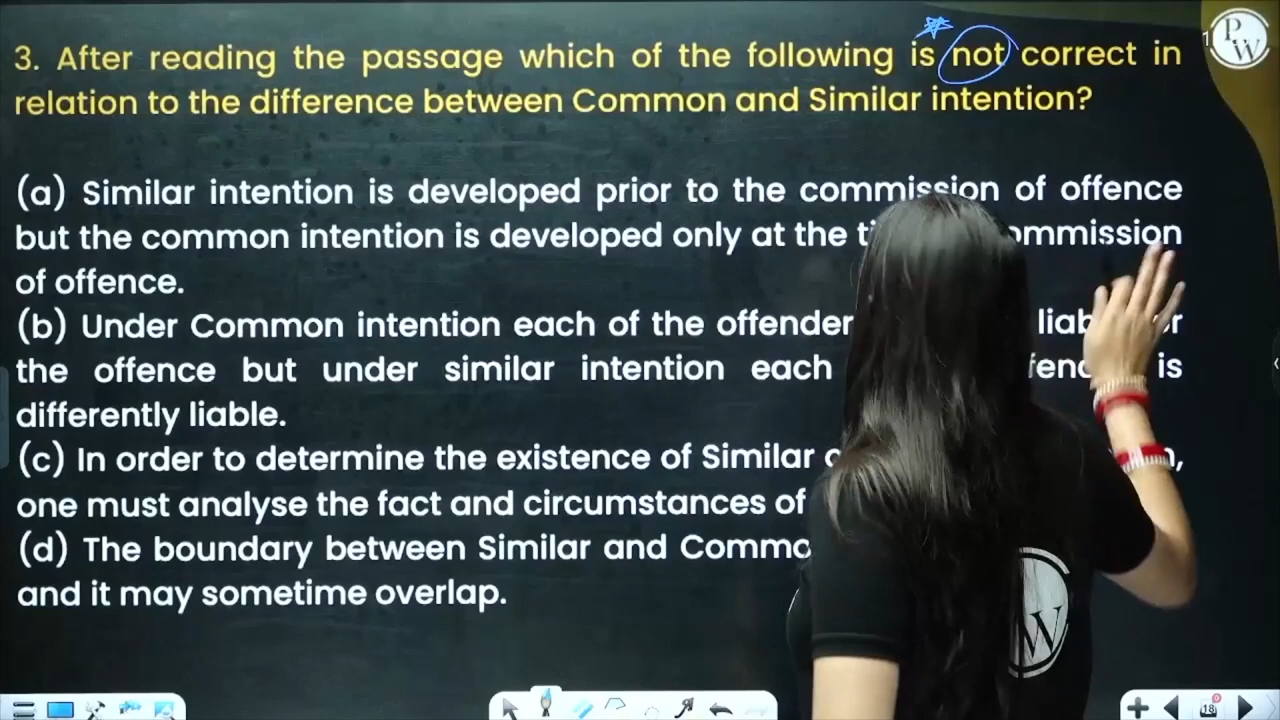 3. After reading the passage which of the following is not correct in
relation to the difference between Common and Similar intention?
(a) Similar intention is developed prior to the commission of offence
but the common intention is developed only at the commission
of offence.
(b) Under Common intention each of the offender
the offence but under similar intention each is
differently liable.
(c) In order to determine the existence of Similar
one must analyse the fact and circumstances of
(d) The boundary between Similar and
and it may sometime overlap.
PW
W
18